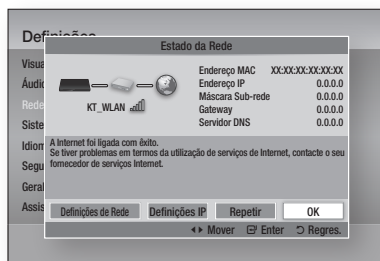 Definições
Estado da Rede
Visua
Áudio
Rede
Siste
Idiom
Segu
Geral
Assis
KT_WLAN
Endereço MAC XX:XX:XX:XX:XX:XX
Endereço IP 0.0.0.0
Máscara Sub-rede 0.0.0.0
Gateway 0.0.0.0
Servidor DNS 0.0.0.0
A Internet foi ligada com êxito.
Se tiver problemas em termos da utilização de serviços de Internet, contacte o seu
fornecedor de serviços Internet.
Definições de Rede Definições IP Repetir OK
Mover Enter Regres.